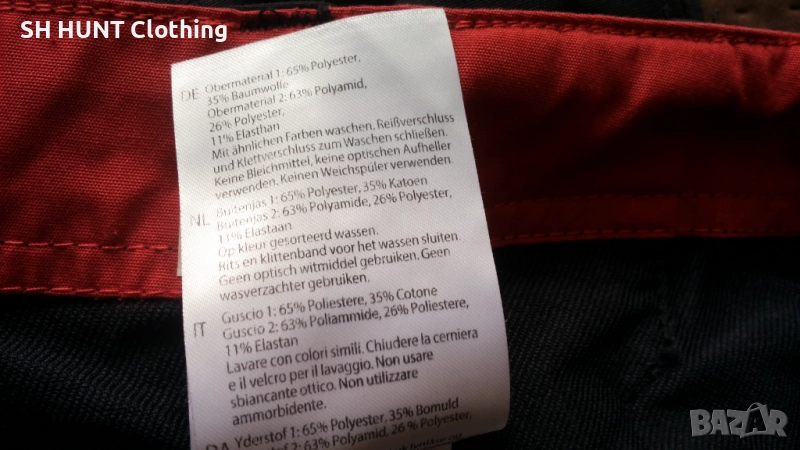 SH HUNT Clothing
DE Obermaterial 1: 65% Polyester,
35% Baumwolle
Obermaterial 2: 63% Polyamid,
26% Polyester,
11% Elasthan
Mit ähnlichen Farben waschen. Reißverschluss
und Klettverschluss zum Waschen schließen.
Keine Bleichmittel, keine optischen Aufheller
verwenden. Keinen Weichspüler verwenden.
NL Buitenjas 1: 65% Polyester, 35% Katoen
Buitenjas 2: 63% Polyamide, 26% Polyester,
11% Elastaan
Op kleur gesorteerd wassen.
Rits en klittenband voor het wassen sluiten.
Geen optisch witmiddel gebruiken. Geen
wasverzachter gebruiken.
IT Guscio 1: 65% Poliestere, 35% Cotone
Guscio 2: 63% Poliammide, 26% Poliestere,
11% Elastan
Lavare con colori simili. Chiudere la cerniera
e il velcro per il lavaggio. Non usare
sbiancante ottico. Non utilizzare
ammorbidente.
DA Yderstof 1: 65% Polyester, 35% Bomuld
2: 63% Polyamid, 26 % Polyester,
BAZAR